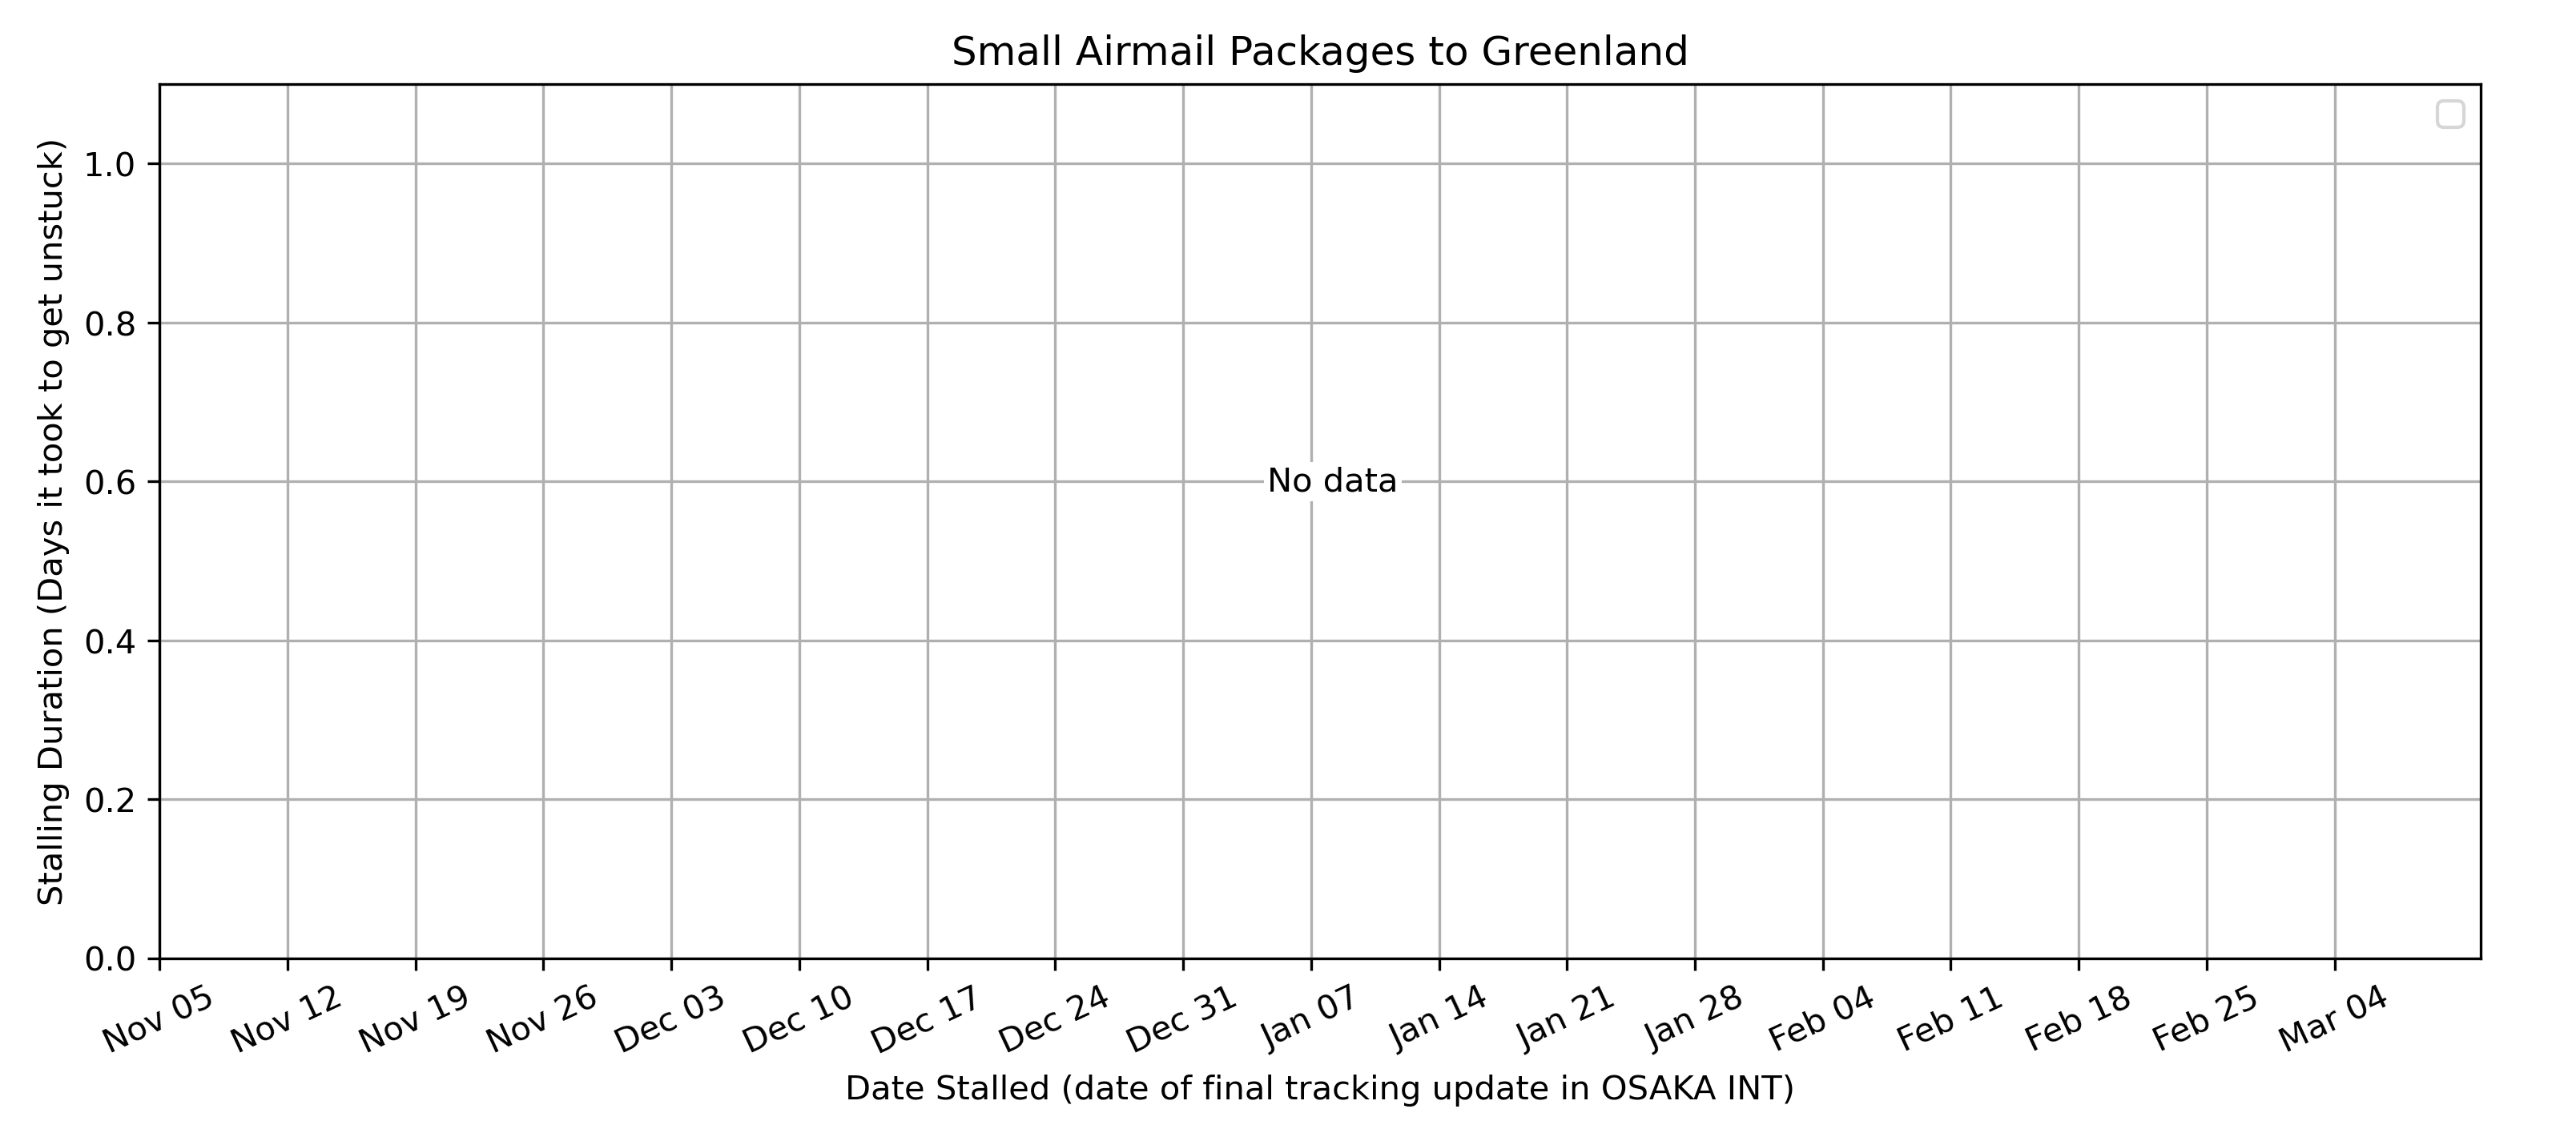 Small Airmail Packages to Greenland
Stalling Duration (Days it took to get unstuck)
1.0
0.8
0.6
0.4
0.2
0.0
No data
Nov 05
Nov 12
Nov 19
Nov 26
Dec 03
Dec 10
Dec 17
Dec 24
Dec 31
Jan 07
Jan 14
Jan 21
Jan 28
Feb 04
Feb 11
Feb 18
Feb 25
Mar 04
Date Stalled (date of final tracking update in OSAKA INT)